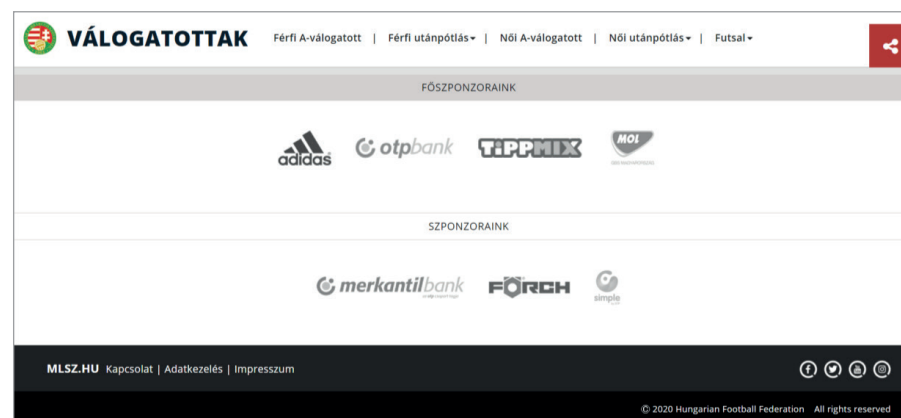 VÁLOGATOTTAK Férfi A-válogatott | Férfi utánpótlás | Női A-válogatott | Női utánpótlás | Futsal
FŐSZPONZORAINK
adidas otpbank TiPPMIX MOL
SZPONZORAINK
merkantilbank FÖRCH simple
MLSZ.HU Kapcsolat | Adatkezelés | Impresszum
© 2020 Hungarian Football Federation All rights reserved